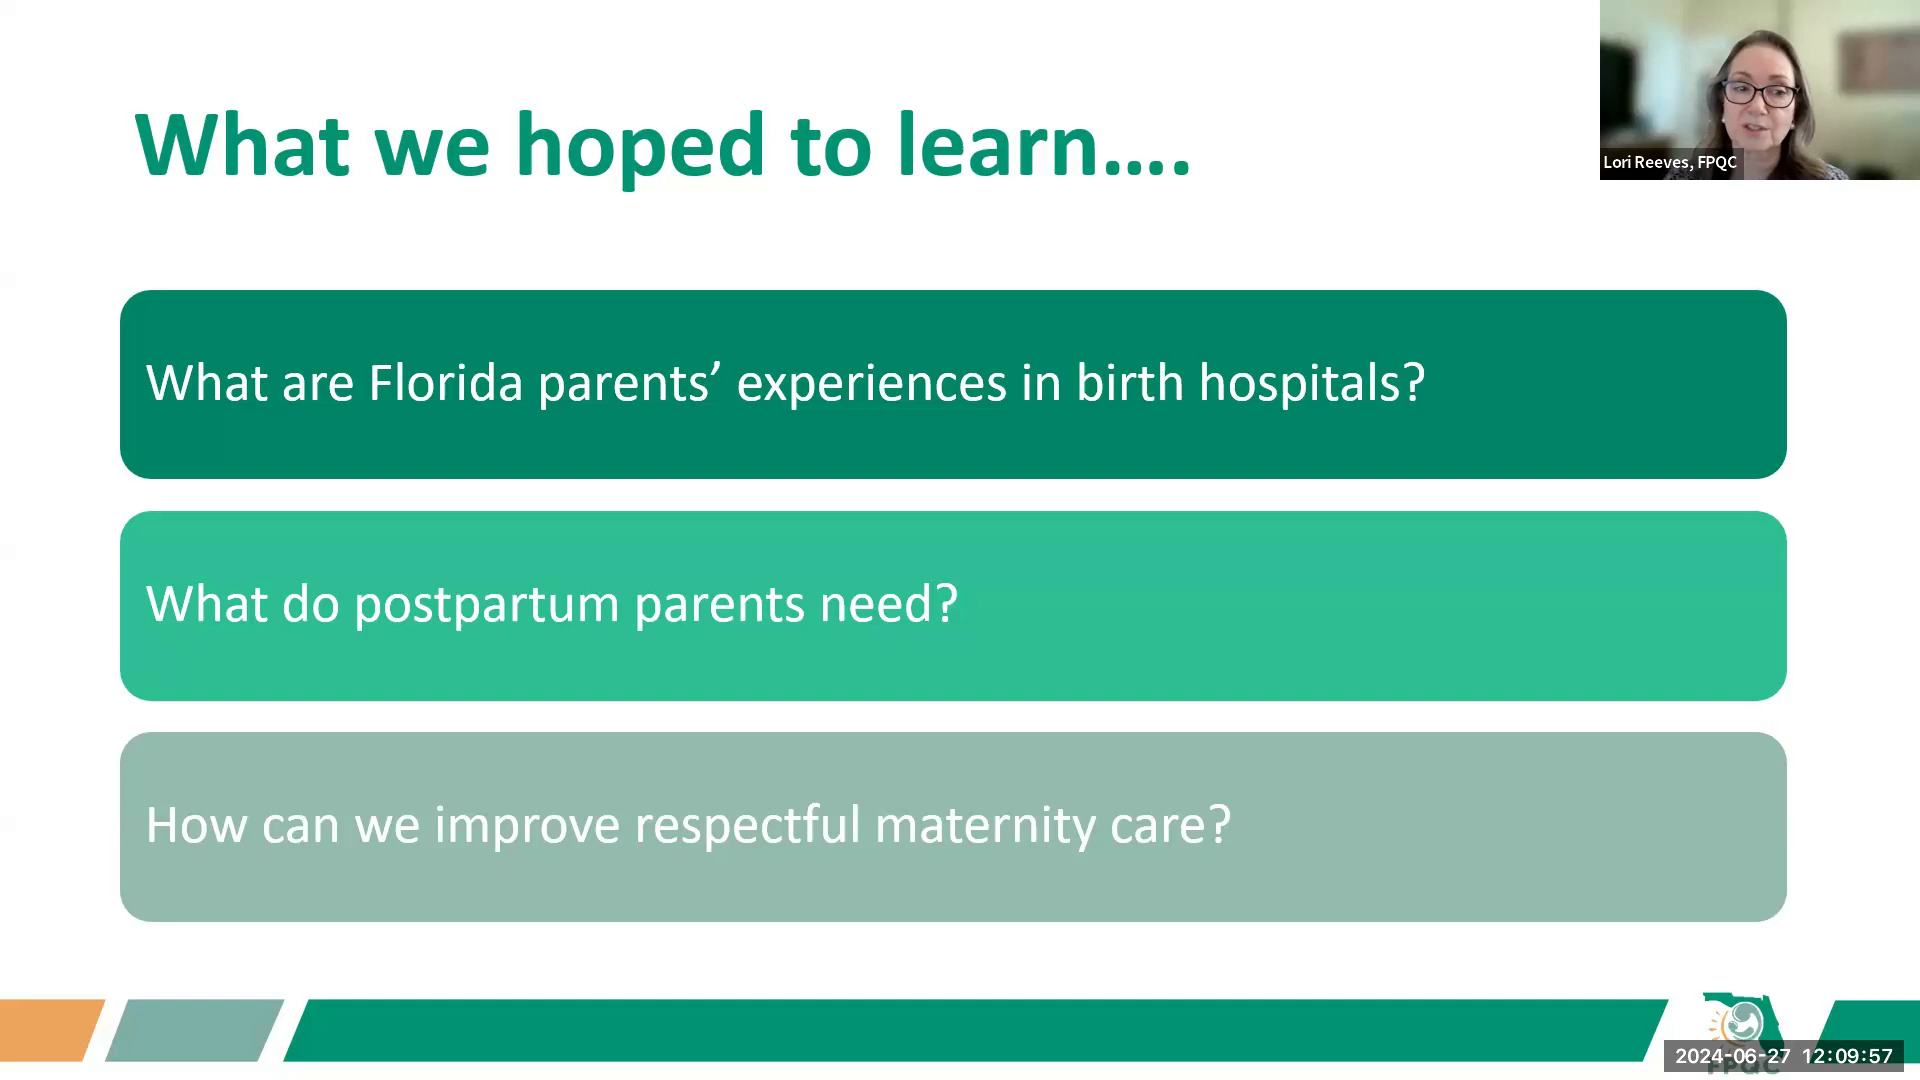 What we hoped to learn....
Lori Reeves, FPQC
What are Florida parents’ experiences in birth hospitals?
What do postpartum parents need?
How can we improve respectful maternity care?
2024-06-27 12:09:57
FPQC